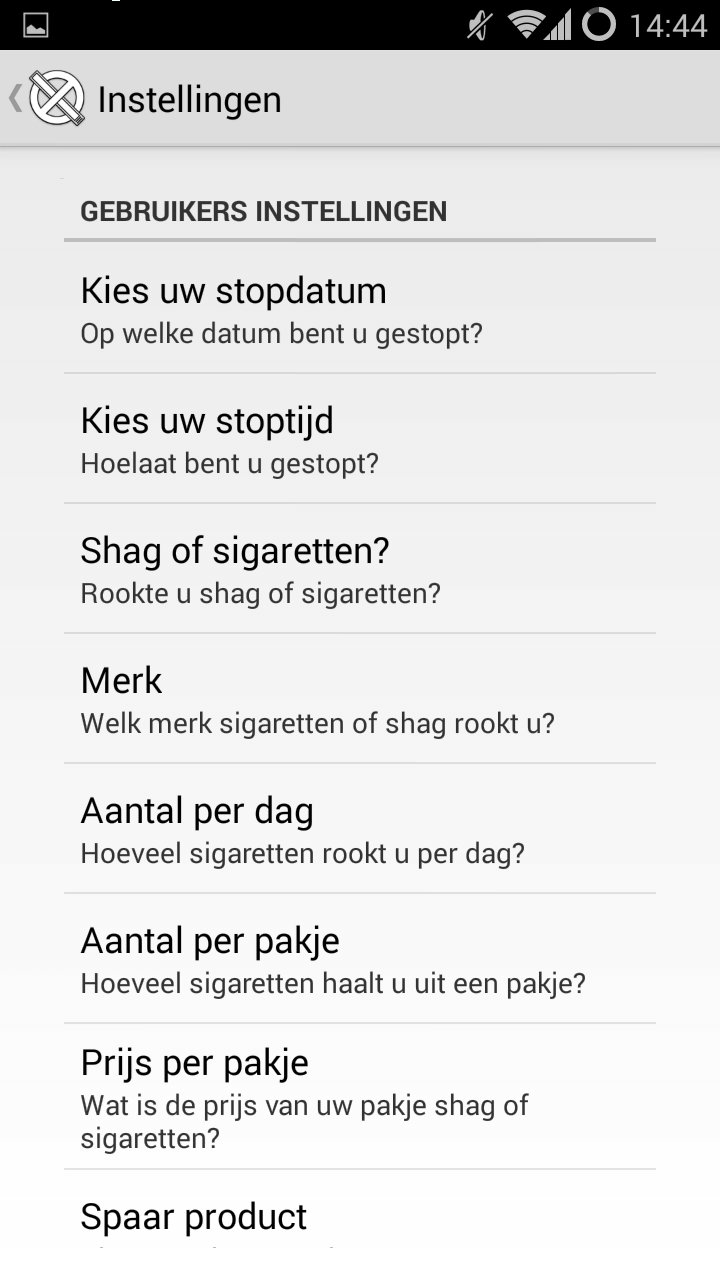 14:44
Instellingen
GEBRUIKERS INSTELLINGEN
Kies uw stopdatum
Op welke datum bent u gestopt?
Kies uw stoptijd
Hoelaat bent u gestopt?
Shag of sigaretten?
Rookte u shag of sigaretten?
Merk
Welk merk sigaretten of shag rookt u?
Aantal per dag
Hoeveel sigaretten rookt u per dag?
Aantal per pakje
Hoeveel sigaretten haalt u uit een pakje?
Prijs per pakje
Wat is de prijs van uw pakje shag of
sigaretten?
Spaar product